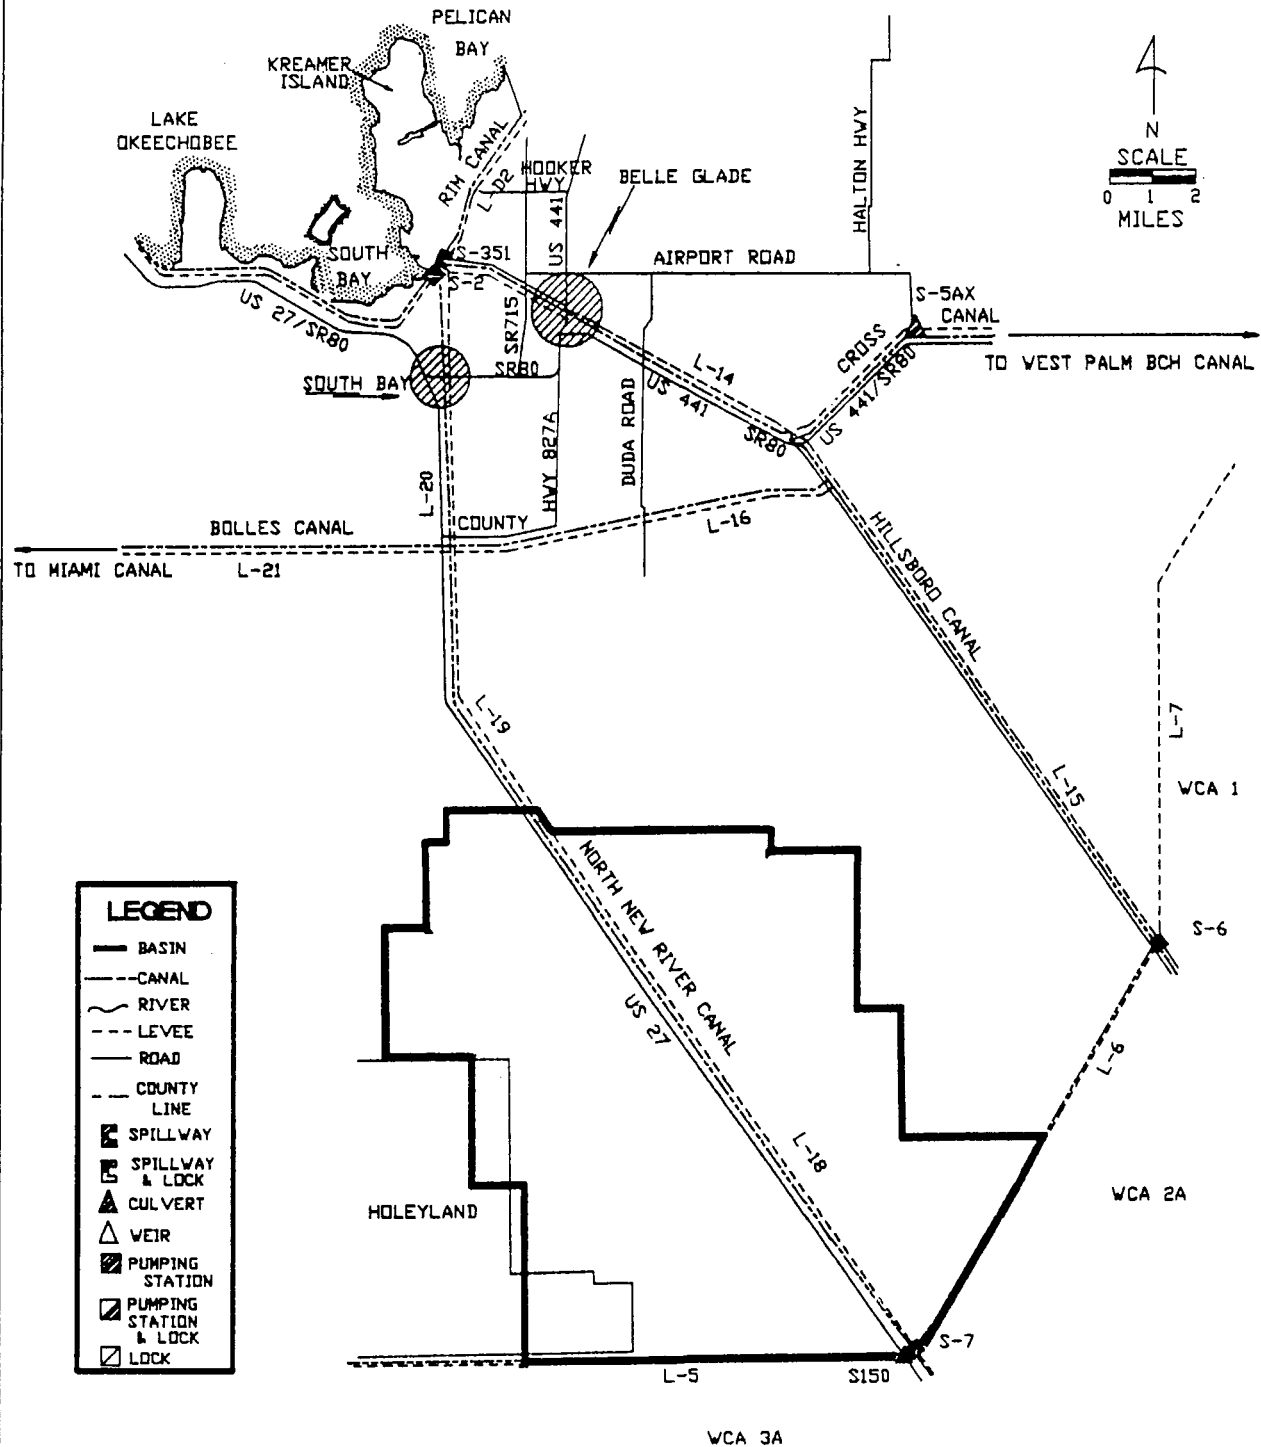 PELICAN
BAY
KREAMER
ISLAND
LAKE
OKEECHOBEE
RIM CANAL
L-D2
HOOKER
HWY
US 441
BELLE GLADE
HALTON HWY
N
SCALE
0 1 2
MILES
SOUTH
BAY
S-351
S-2
AIRPORT ROAD
US 27/SR80
SR715
S-5AX
CANAL
CROSS
US 441/SR80
TO WEST PALM BCH CANAL
SOUTH BAY
SR80
L-14
US 441
SR80
DUDA ROAD
HWY 827A
L-20
COUNTY
L-16
BOLLES CANAL
TO MIAMI CANAL
L-21
HILLSBORO CANAL
L-19
L-7
L-15
WCA 1
NORTH NEW RIVER CANAL
US 27
S-6
L-6
L-18
WCA 2A
HOLEYLAND
S-7
L-5
S150
WCA 3A
LEGEND
BASIN
CANAL
RIVER
LEVEE
ROAD
COUNTY
LINE
SPILLWAY
SPILLWAY
& LOCK
CULVERT
WEIR
PUMPING
STATION
PUMPING
STATION
& LOCK
LOCK